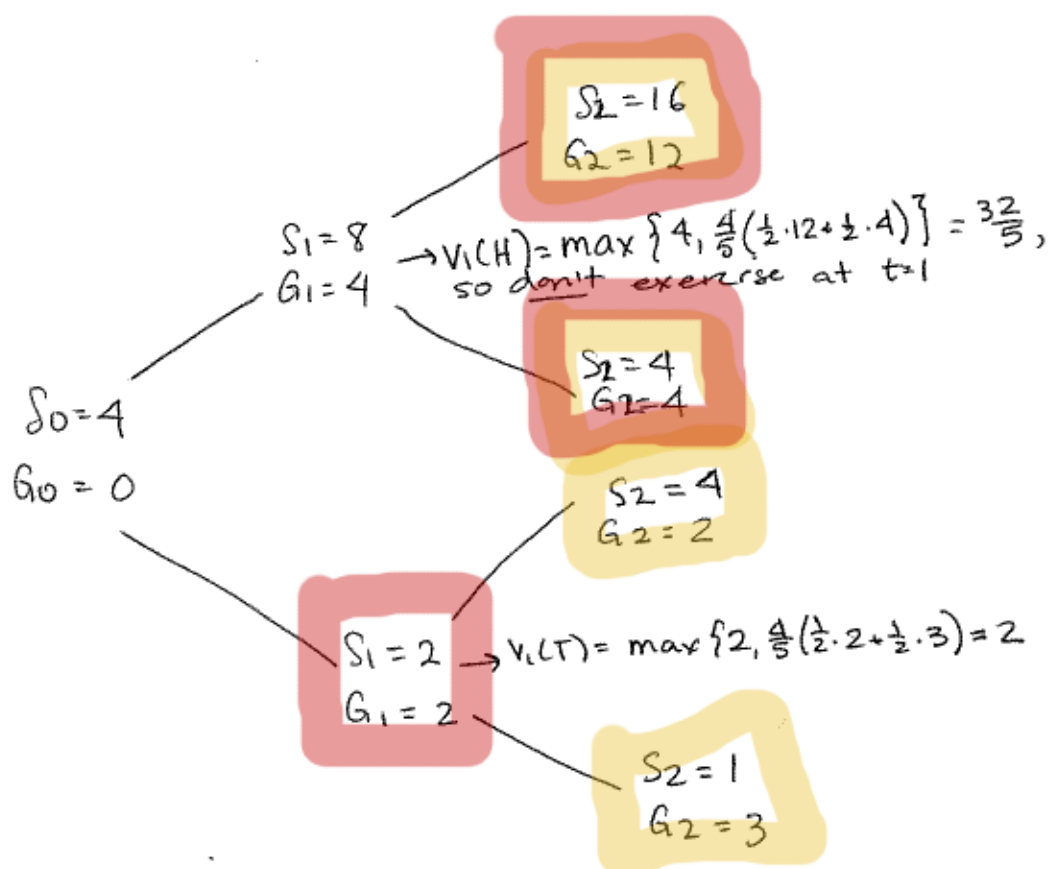 S2 = 16
G2 = 12
S1 = 8
G1 = 4
→ V1(H) = max {4, 4/5(1/2·12+1/2·4)} = 32/5,
so don't exercise at t=1
S2 = 4
G2 = 4
S0 = 4
G0 = 0
S2 = 4
G2 = 2
S1 = 2
G1 = 2
→ V1(T) = max {2, 4/5(1/2·2+1/2·3) = 2
S2 = 1
G2 = 3